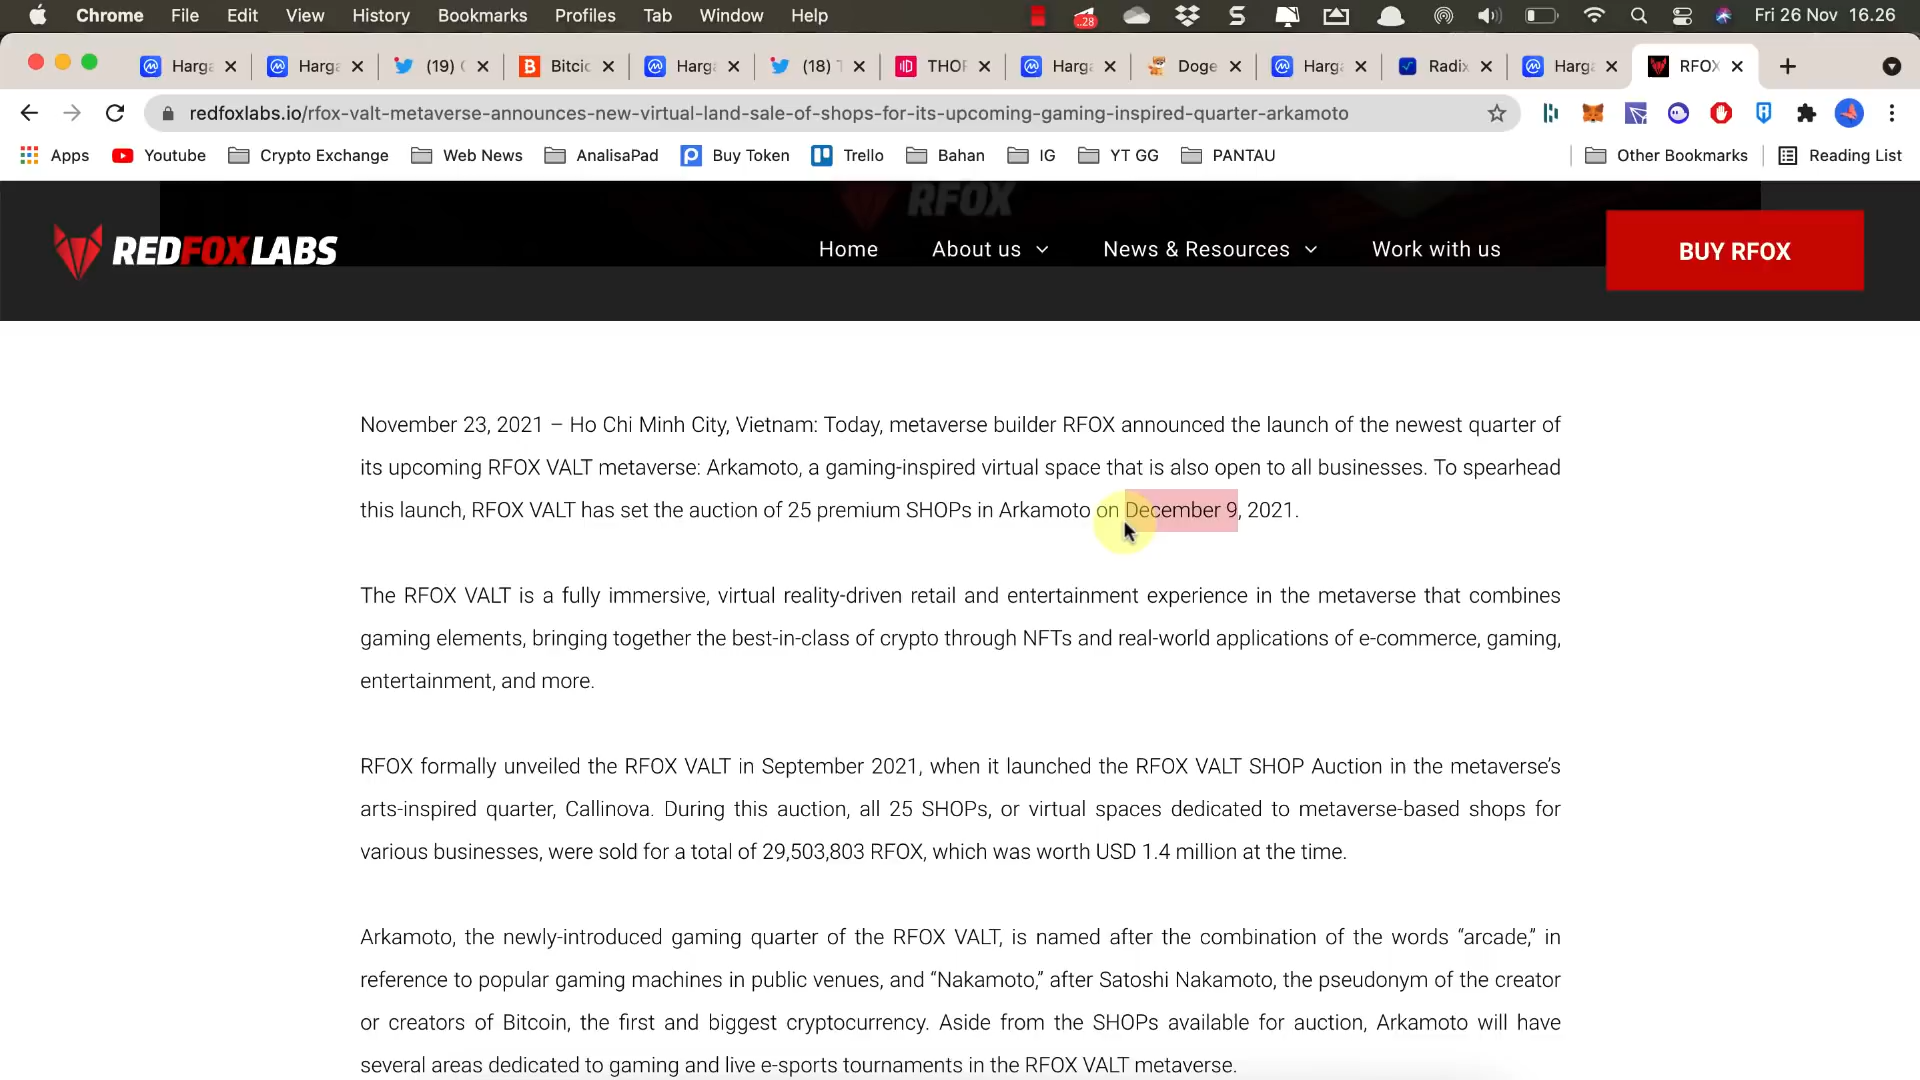 Chrome File Edit View History Bookmarks Profiles Tab Window Help Fri 26 Nov 16.26
Harga Harga (19) Bitcic Harga (18) T THOR Harga Doge Harga Radix Harga RFOX
redfoxlabs.io/rfox-valt-metaverse-announces-new-virtual-land-sale-of-shops-for-its-upcoming-gaming-inspired-quarter-arkamoto
Apps Youtube Crypto Exchange Web News AnalisaPad Buy Token Trello Bahan IG YT GG PANTAU Other Bookmarks Reading List
RFOX
REDFOXLABS Home About us News & Resources Work with us BUY RFOX
November 23, 2021 – Ho Chi Minh City, Vietnam: Today, metaverse builder RFOX announced the launch of the newest quarter of
its upcoming RFOX VALT metaverse: Arkamoto, a gaming-inspired virtual space that is also open to all businesses. To spearhead
this launch, RFOX VALT has set the auction of 25 premium SHOPs in Arkamoto on December 9, 2021.
The RFOX VALT is a fully immersive, virtual reality-driven retail and entertainment experience in the metaverse that combines
gaming elements, bringing together the best-in-class of crypto through NFTs and real-world applications of e-commerce, gaming,
entertainment, and more.
RFOX formally unveiled the RFOX VALT in September 2021, when it launched the RFOX VALT SHOP Auction in the metaverse’s
arts-inspired quarter, Callinova. During this auction, all 25 SHOPs, or virtual spaces dedicated to metaverse-based shops for
various businesses, were sold for a total of 29,503,803 RFOX, which was worth USD 1.4 million at the time.
Arkamoto, the newly-introduced gaming quarter of the RFOX VALT, is named after the combination of the words “arcade,” in
reference to popular gaming machines in public venues, and “Nakamoto,” after Satoshi Nakamoto, the pseudonym of the creator
or creators of Bitcoin, the first and biggest cryptocurrency. Aside from the SHOPs available for auction, Arkamoto will have
several areas dedicated to gaming and live e-sports tournaments in the RFOX VALT metaverse.